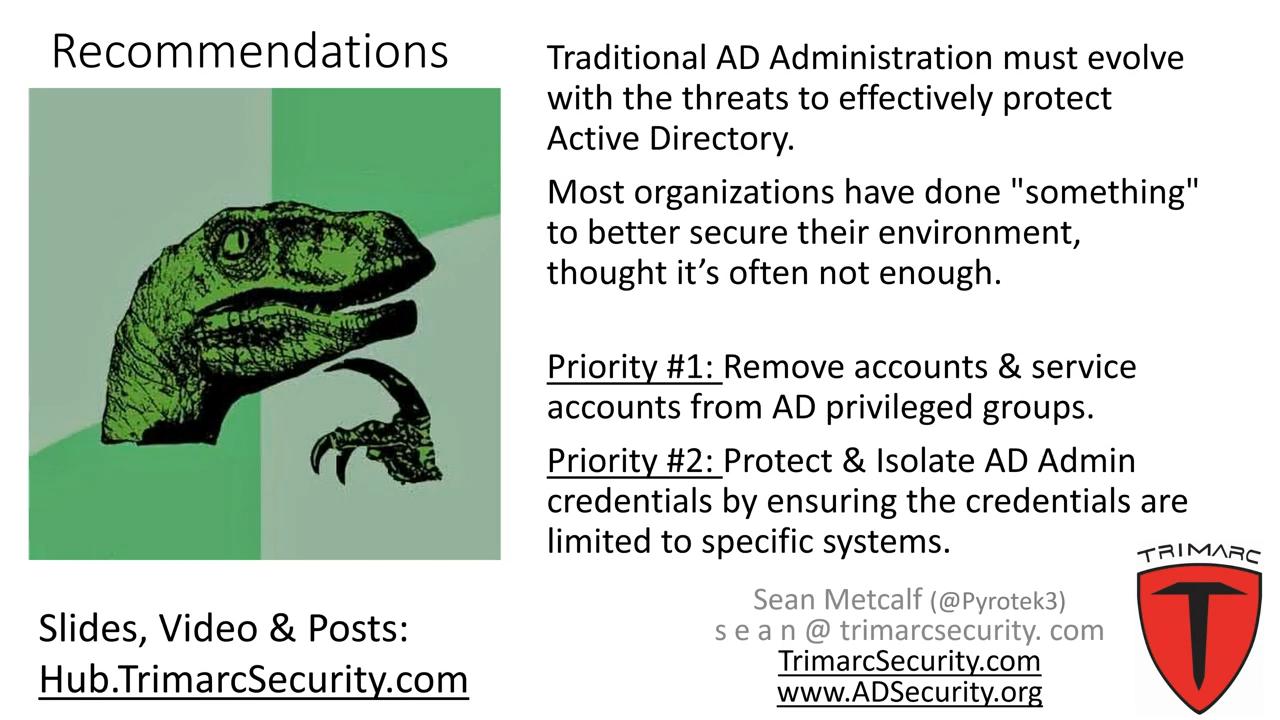 Recommendations
Traditional AD Administration must evolve
with the threats to effectively protect
Active Directory.
Most organizations have done "something"
to better secure their environment,
thought it’s often not enough.
Priority #1: Remove accounts & service
accounts from AD privileged groups.
Priority #2: Protect & Isolate AD Admin
credentials by ensuring the credentials are
limited to specific systems.
Slides, Video & Posts:
Hub.TrimarcSecurity.com
Sean Metcalf (@Pyrotek3)
s e a n @ trimarcsecurity. com
TrimarcSecurity.com
www.ADSecurity.org
TRIMARC